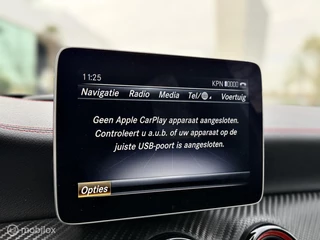 11:25 KPN
Navigatie Radio Media Tel/ Voertuig
Geen Apple CarPlay apparaat aangesloten.
Controleert u a.u.b. of uw apparaat op de
juiste USB-poort is aangesloten.
Opties
© mobilox